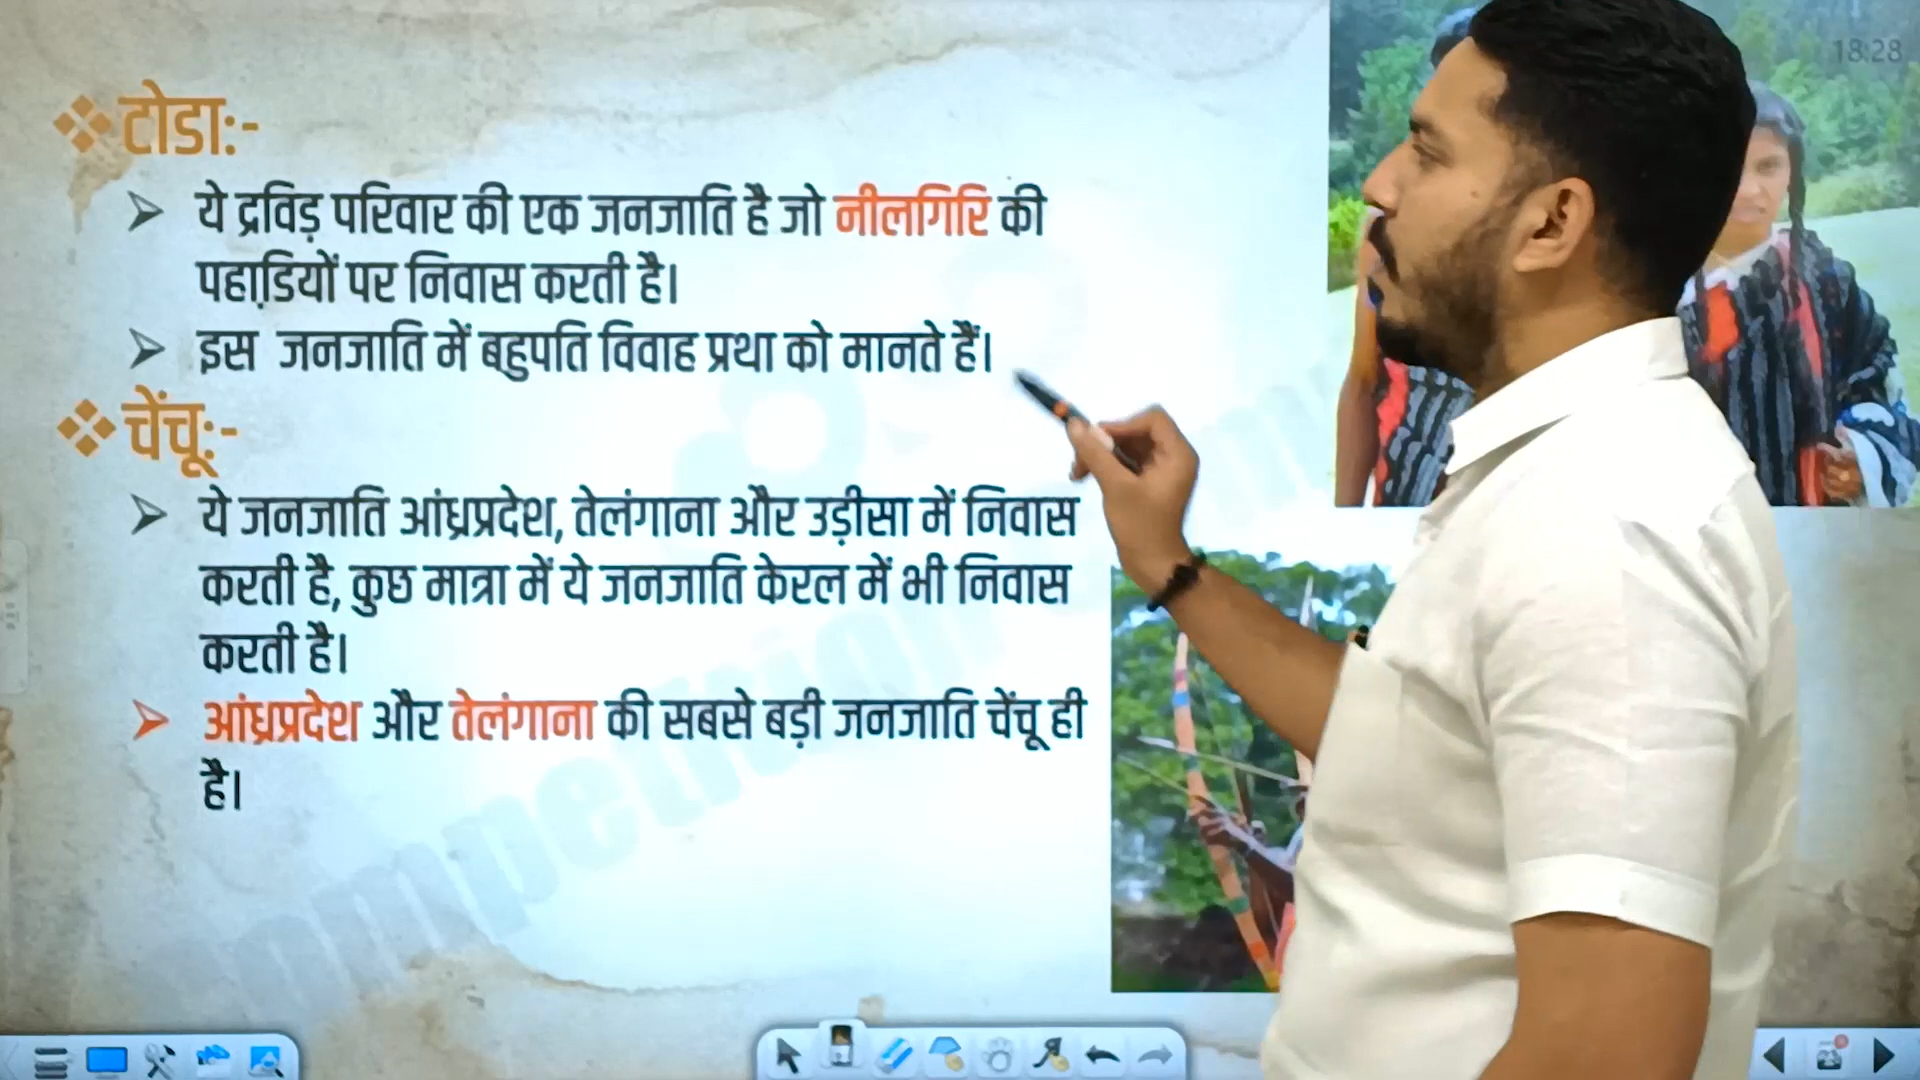 18:28
टोडा:-
ये द्रविड़ परिवार की एक जनजाति है जो नीलगिरि की
पहाड़ियों पर निवास करती है।
इस जनजाति में बहुपति विवाह प्रथा को मानते हैं।
चेंचू:-
ये जनजाति आंध्रप्रदेश, तेलंगाना और उड़ीसा में निवास
करती है, कुछ मात्रा में ये जनजाति केरल में भी निवास
करती है।
आंध्रप्रदेश और तेलंगाना की सबसे बड़ी जनजाति चेंचू ही
है।